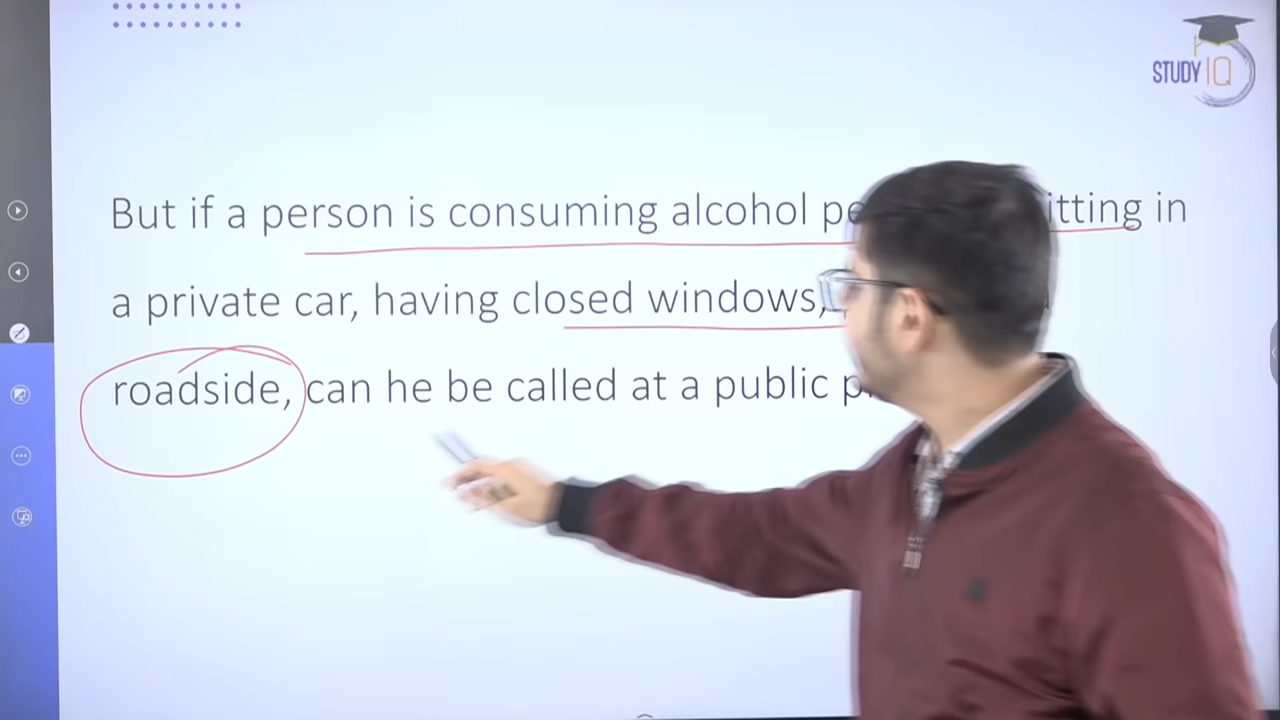 STUDY IQ
But if a person is consuming alcohol in
a private car, having closed windows,
roadside, can he be called at a public